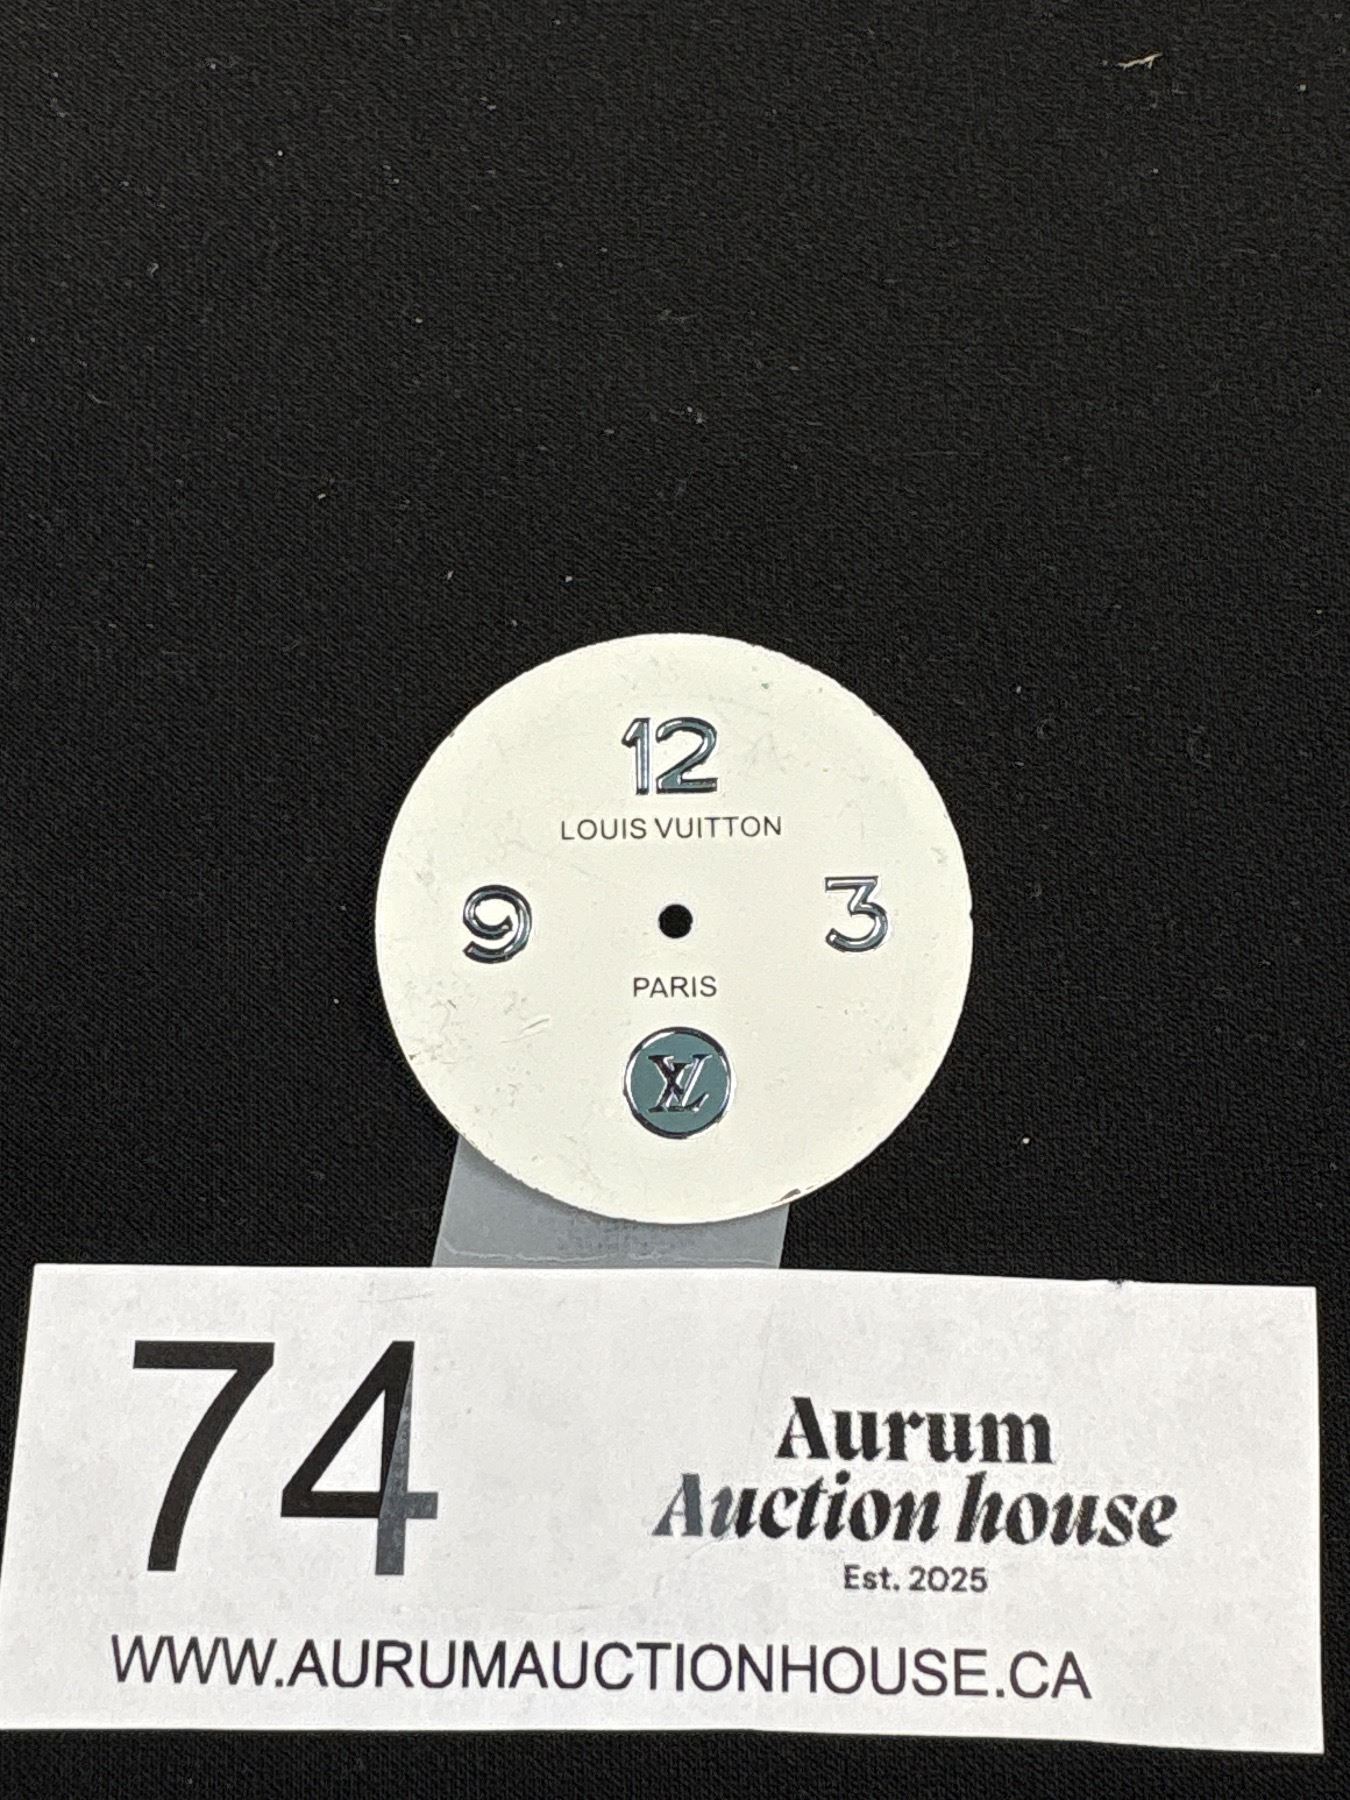 12
LOUIS VUITTON
9 3
PARIS
LV
74
Aurum
Auction house
Est. 2025
WWW.AURUMAUCTIONHOUSE.CA